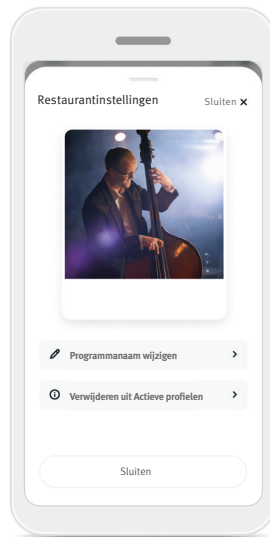 Restaurantinstellingen
Sluiten ×
Programmanaam wijzigen
Verwijderen uit Actieve profielen
Sluiten